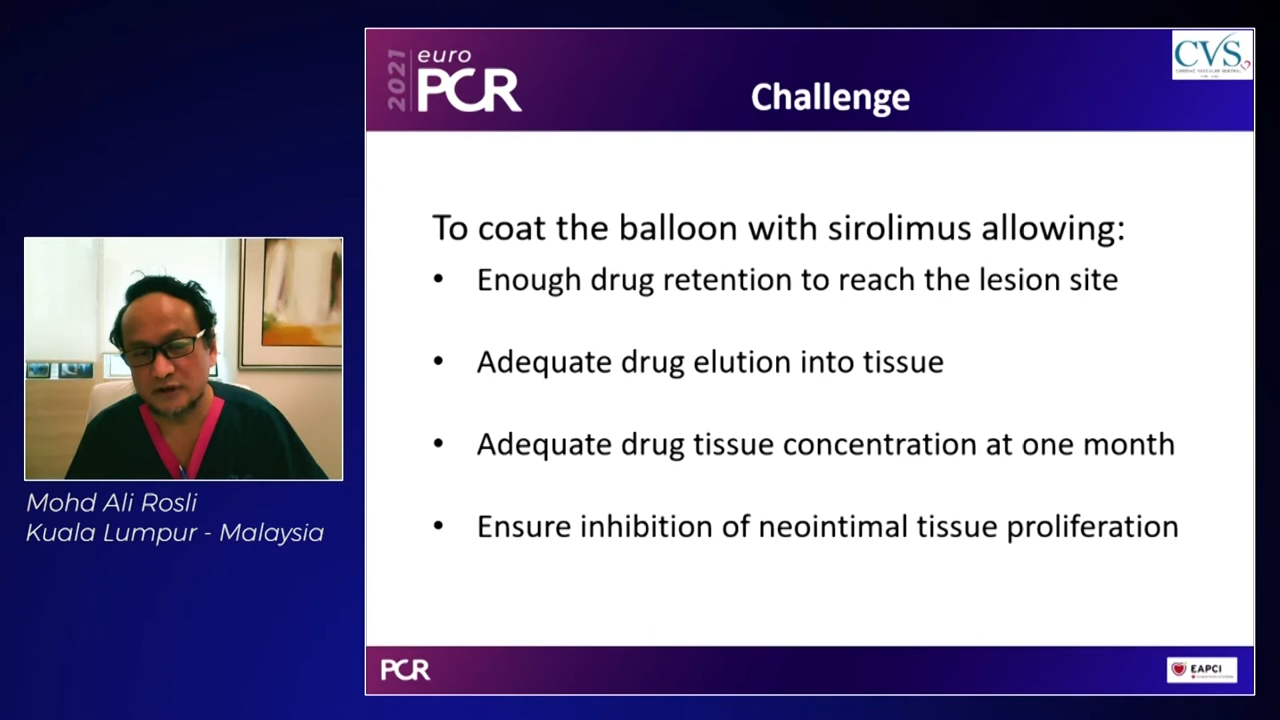 2021
euro
PCR
CVS
Challenge
To coat the balloon with sirolimus allowing:
• Enough drug retention to reach the lesion site
• Adequate drug elution into tissue
• Adequate drug tissue concentration at one month
• Ensure inhibition of neointimal tissue proliferation
Mohd Ali Rosli
Kuala Lumpur - Malaysia
PCR
EAPCI